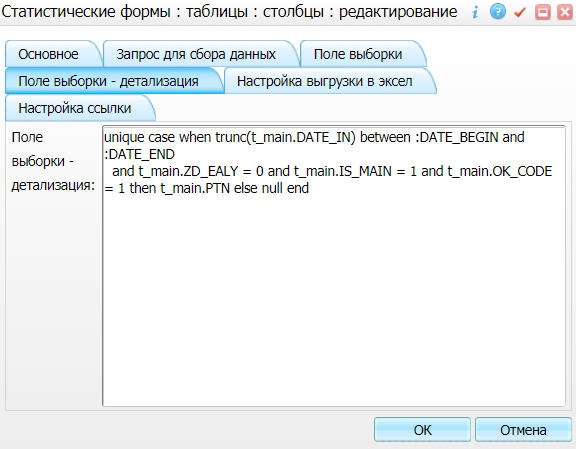 Статистические формы : таблицы : столбцы : редактирование
Основное
Запрос для сбора данных
Поле выборки
Поле выборки - детализация
Настройка выгрузки в эксел
Настройка ссылки
Поле
выборки -
детализация:
unique case when trunc(t_main.DATE_IN) between :DATE_BEGIN and
:DATE_END
and t_main.ZD_EALY = 0 and t_main.IS_MAIN = 1 and t_main.OK_CODE
= 1 then t_main.PTN else null end
ОК
Отмена